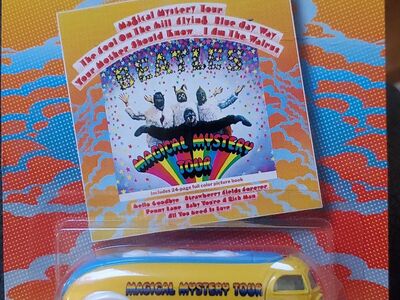 Magical Mystery Tour
The Fool On The Hill Flying Blue Jay Way
Your Mother Should Know I Am The Walrus
BEATLES
MAGICAL MYSTERY
TOUR
Includes 24-page full color picture book
Hello Goodbye Strawberry Fields Forever
Penny Lane Baby You're A Rich Man
All You Need Is Love
MAGICAL MYSTERY TOUR